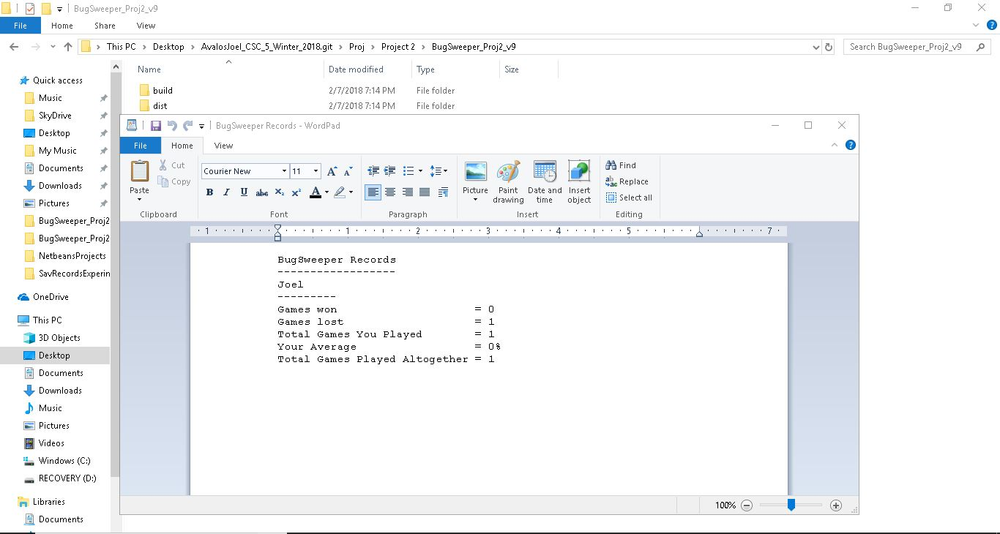 BugSweeper_Proj2_v9
File Home Share View
This PC Desktop AvalosJoel_CSC_5_Winter_2018.git Proj Project 2 BugSweeper_Proj2_v9
Search BugSweeper_Proj2_v9
Name Date modified Type Size
build 2/7/2018 7:14 PM File folder
dist 2/7/2018 7:14 PM File folder
Quick access
Music
SkyDrive
Desktop
My Music
Documents
Downloads
Pictures
BugSweeper_Proj2
BugSweeper_Proj2
NetbeansProjects
SavRecordsExperin
OneDrive
This PC
3D Objects
Desktop
Documents
Downloads
Music
Pictures
Videos
Windows (C:)
RECOVERY (D:)
Libraries
Documents
BugSweeper Records - WordPad
File Home View
Paste
Cut
Copy
Clipboard
Courier New 11
B I U abc X₂ X² A
Font
Paragraph
Picture
Paint drawing
Date and time
Insert object
Insert
Find
Replace
Select all
Editing
1 1 2 3 4 5 7
BugSweeper Records
------------------
Joel
---------
Games won = 0
Games lost = 1
Total Games You Played = 1
Your Average = 0%
Total Games Played Altogether = 1
100%